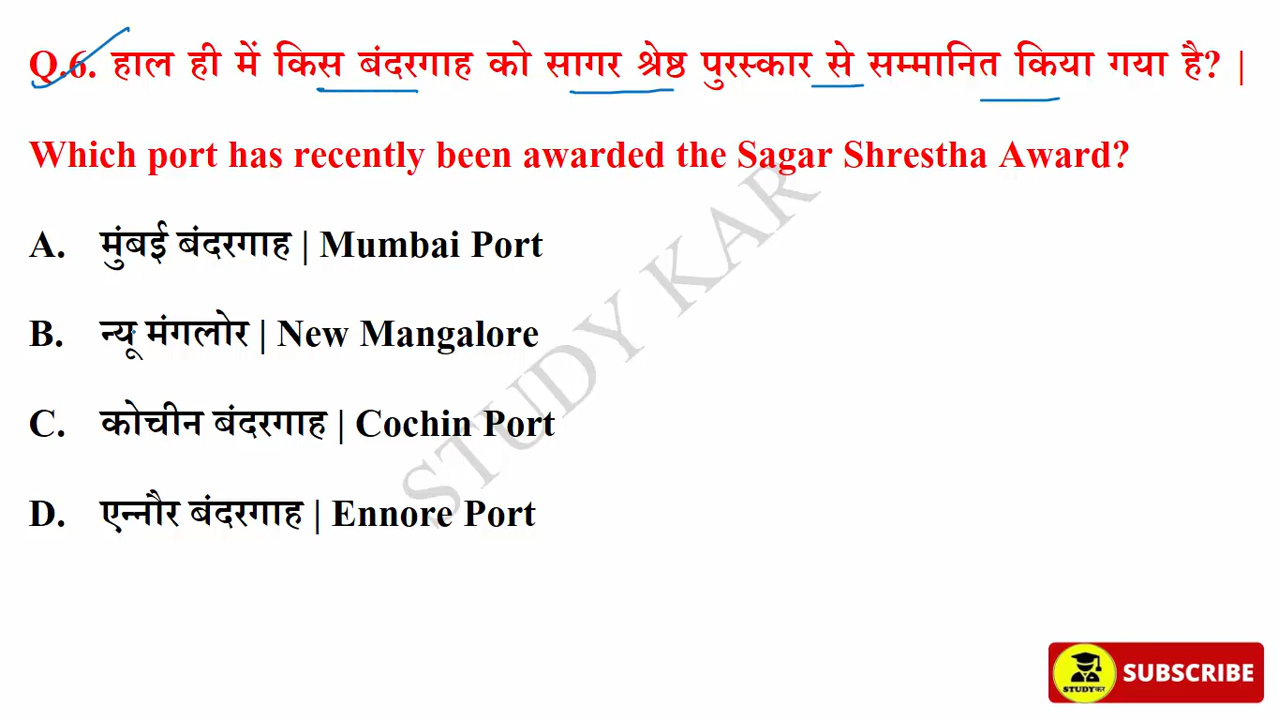 Q.6. हाल ही में किस बंदरगाह को सागर श्रेष्ठ पुरस्कार से सम्मानित किया गया है? |
Which port has recently been awarded the Sagar Shrestha Award?
A. मुंबई बंदरगाह | Mumbai Port
B. न्यू मंगलोर | New Mangalore
C. कोचीन बंदरगाह | Cochin Port
D. एन्नौर बंदरगाह | Ennore Port
STUDY KAR
STUDYकर
SUBSCRIBE